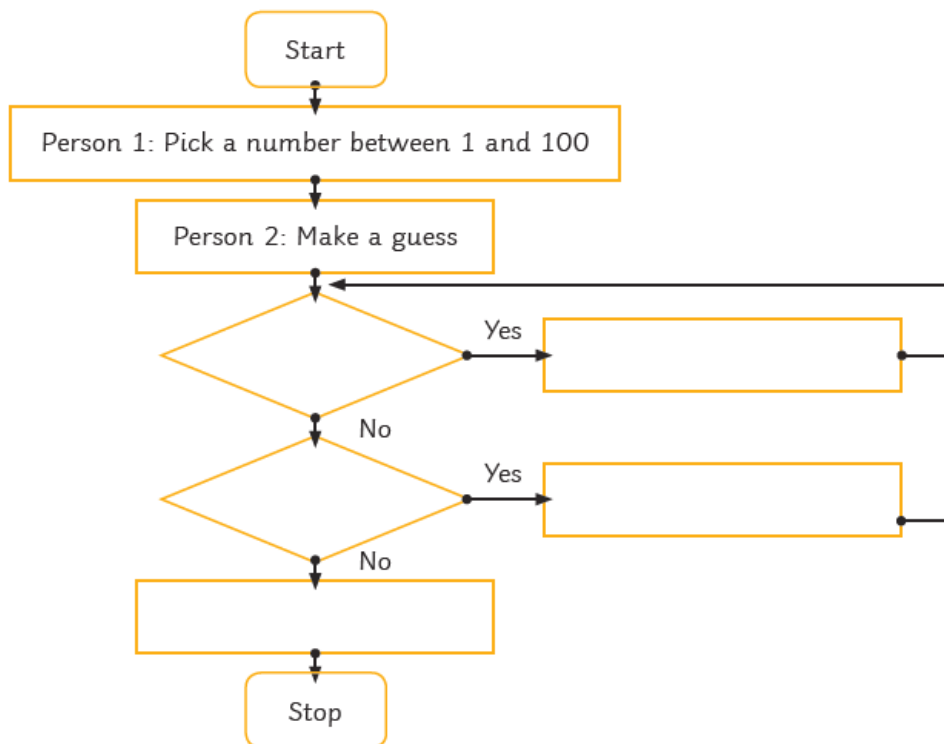 Start
Person 1: Pick a number between 1 and 100
Person 2: Make a guess
Yes
No
Yes
No
Stop